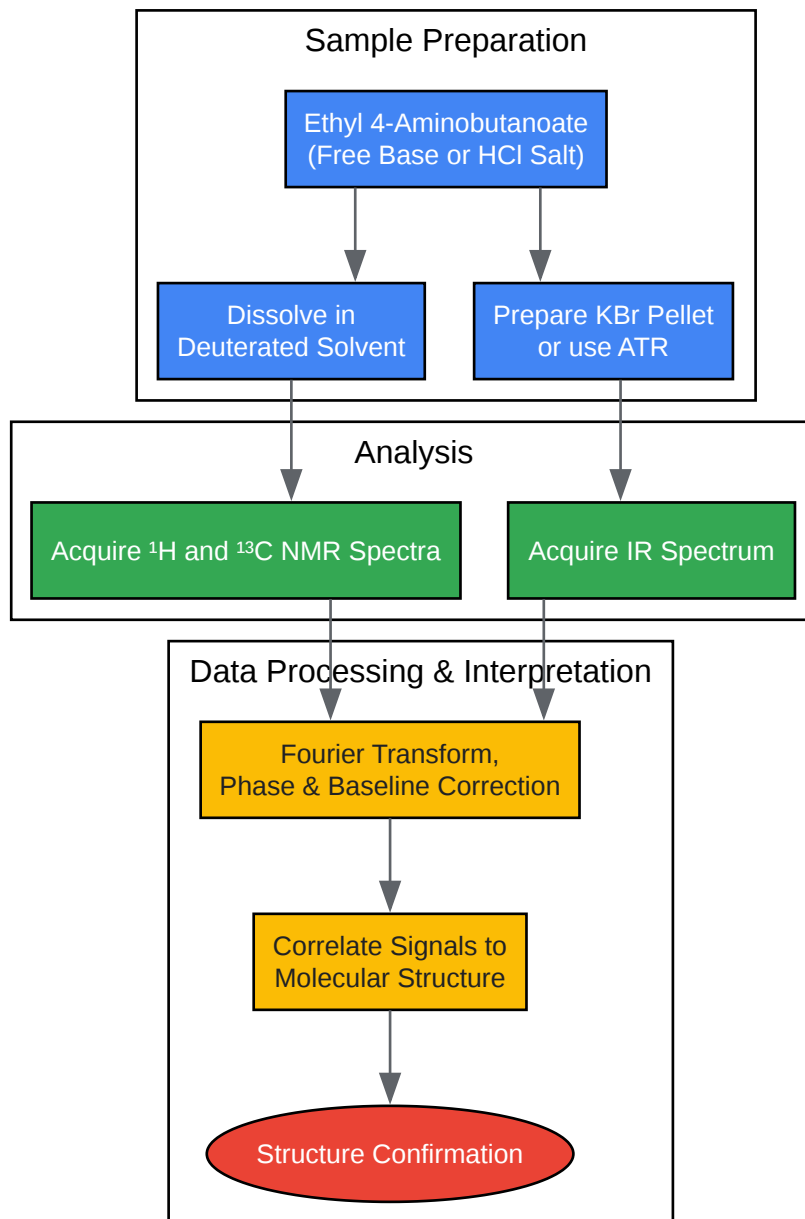 Sample Preparation
Ethyl 4-Aminobutanoate
(Free Base or HCl Salt)
Dissolve in
Deuterated Solvent
Prepare KBr Pellet
or use ATR
Analysis
Acquire ¹H and ¹³C NMR Spectra
Acquire IR Spectrum
Data Processing & Interpretation
Fourier Transform,
Phase & Baseline Correction
Correlate Signals to
Molecular Structure
Structure Confirmation